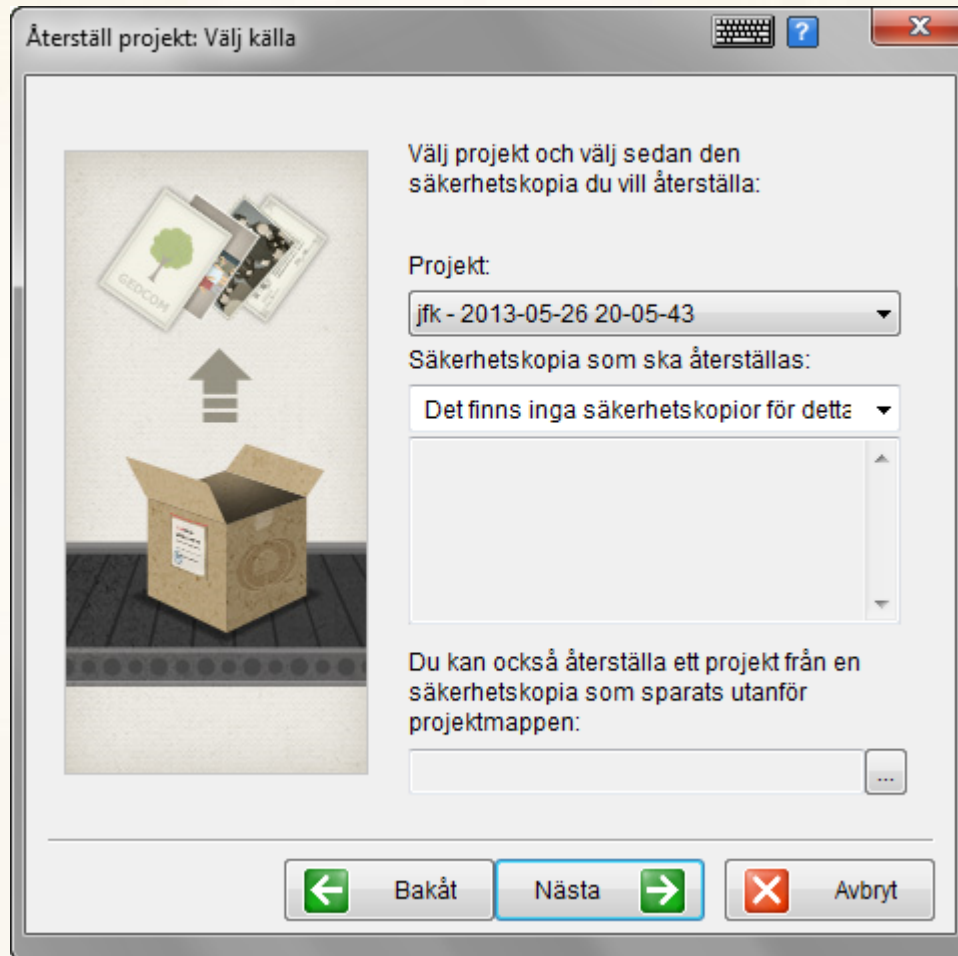 Återställ projekt: Välj källa
?
GEDCOM
Välj projekt och välj sedan den
säkerhetskopia du vill återställa:
Projekt:
jfk - 2013-05-26 20-05-43
Säkerhetskopia som ska återställas:
Det finns inga säkerhetskopior för detta
Du kan också återställa ett projekt från en
säkerhetskopia som sparats utanför
projektmappen:
...
Bakåt
Nästa
Avbryt